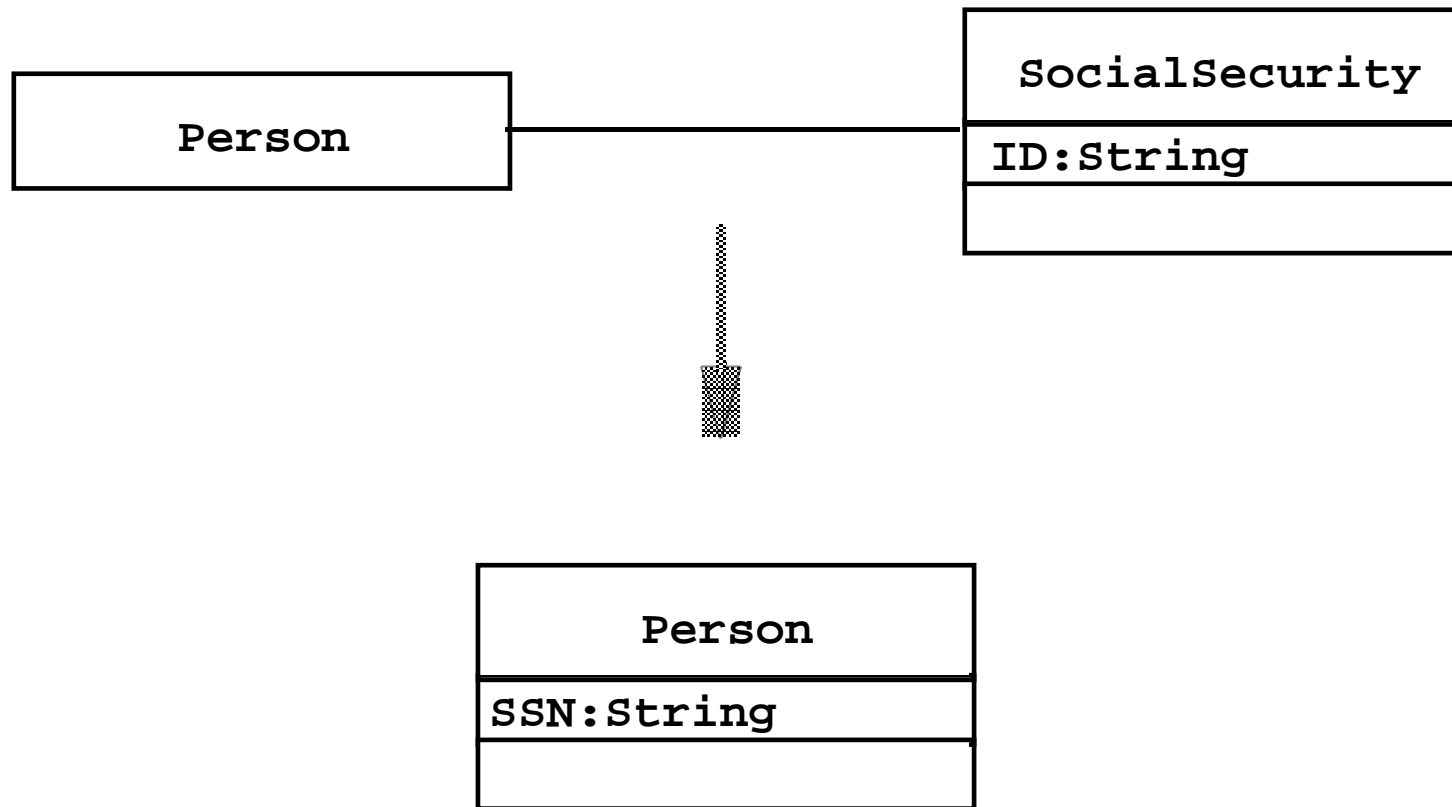 Person
SocialSecurity
ID:String
Person
SSN:String